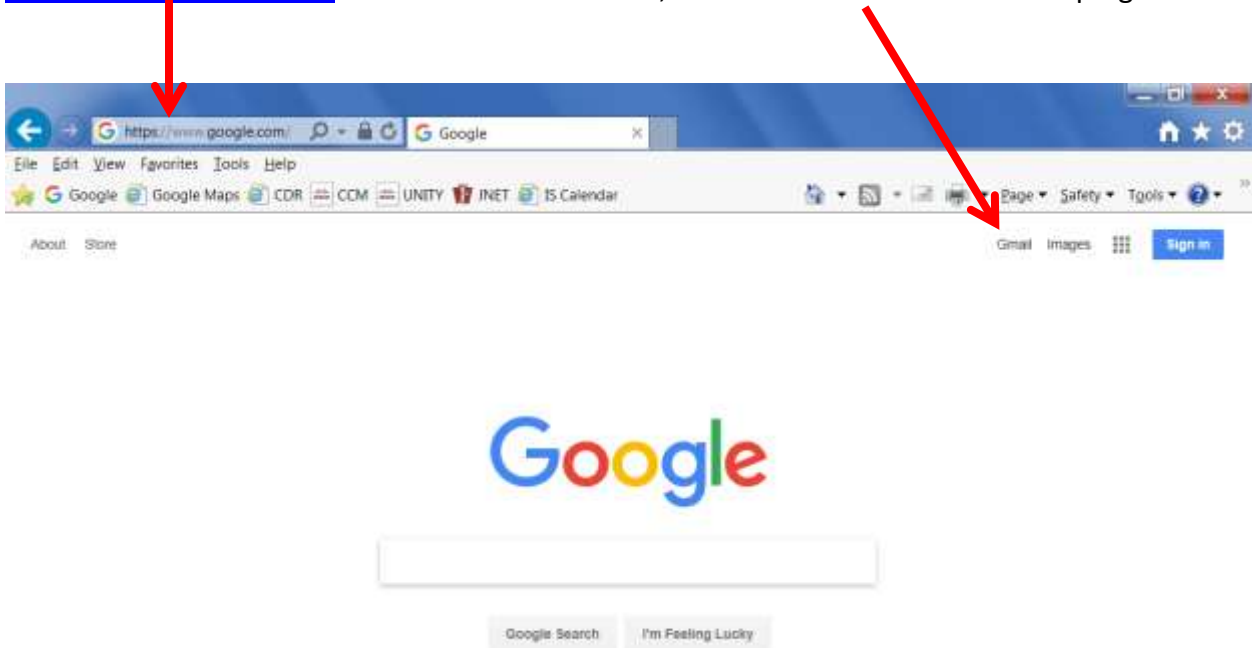 https://www.google.com/ Google
File Edit View Favorites Tools Help
Google Google Maps CDR CCM UNITY INET IS Calendar Page Safety Tools
About Store Gmail Images Sign in
Google
Google Search I'm Feeling Lucky